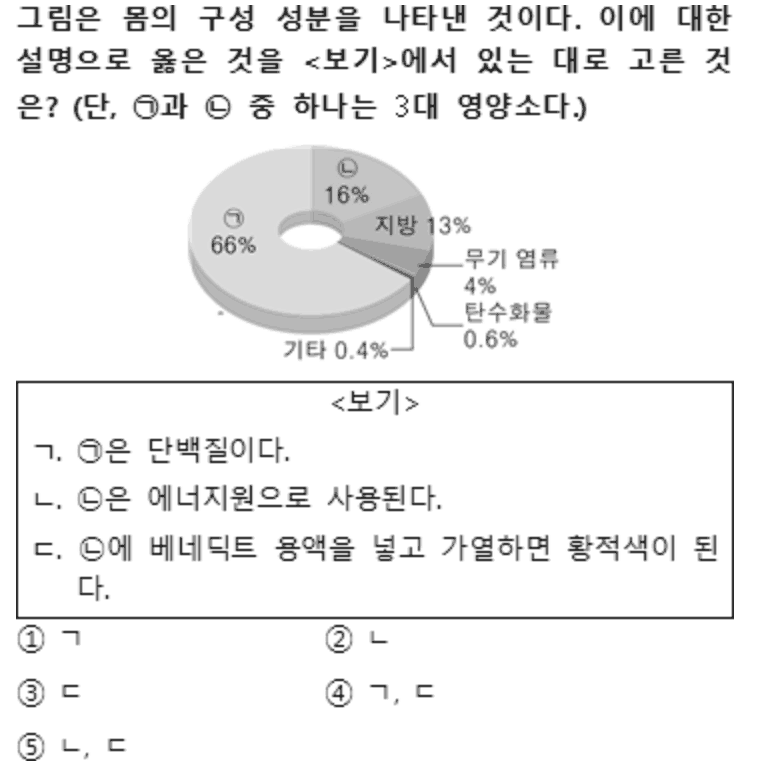 그림은 몸의 구성 성분을 나타낸 것이다. 이에 대한
설명으로 옳은 것을 <보기>에서 있는 대로 고른 것
은? (단, ㉠과 ㉡ 중 하나는 3대 영양소다.)
㉡
16%
㉠
66%
지방 13%
무기 염류
4%
탄수화물
0.6%
기타 0.4%
<보기>
ㄱ. ㉠은 단백질이다.
ㄴ. ㉡은 에너지원으로 사용된다.
ㄷ. ㉡에 베네딕트 용액을 넣고 가열하면 황적색이 된
다.
① ㄱ ② ㄴ
③ ㄷ ④ ㄱ, ㄷ
⑤ ㄴ, ㄷ